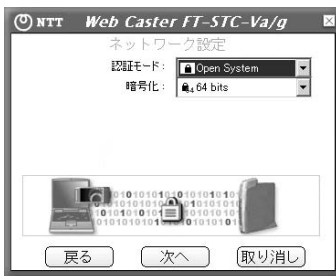 NTT Web Caster FT-STC-Va/g
ネットワーク設定
認証モード： Open System
暗号化： 64 bits
戻る 次へ 取り消し